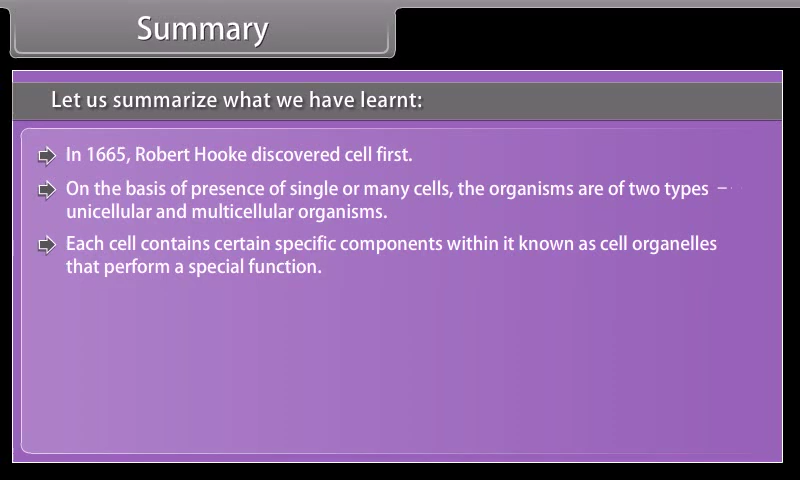 Summary
Let us summarize what we have learnt:
In 1665, Robert Hooke discovered cell first.
On the basis of presence of single or many cells, the organisms are of two types –
unicellular and multicellular organisms.
Each cell contains certain specific components within it known as cell organelles
that perform a special function.